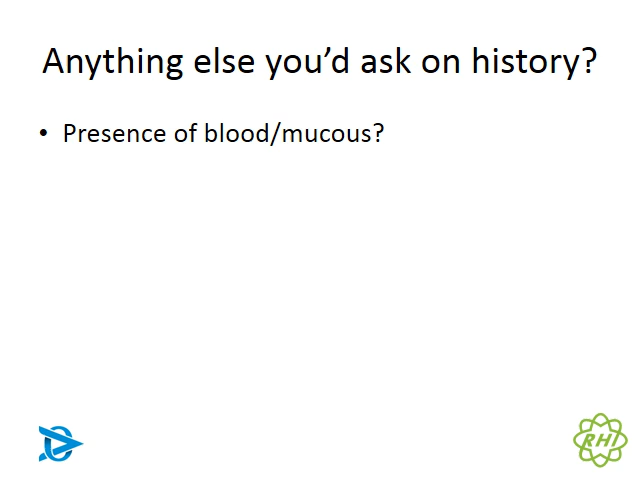 Anything else you’d ask on history?
• Presence of blood/mucous?
RHI